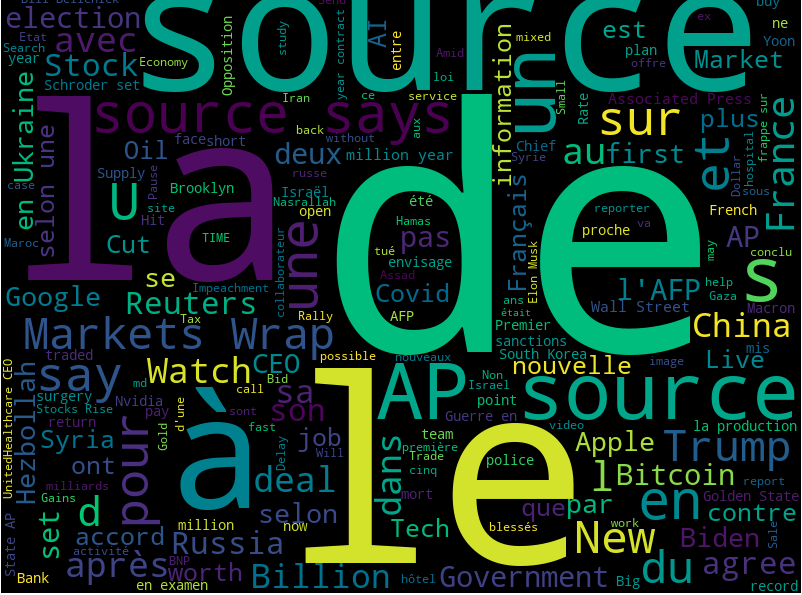 source
election
Bill Belichick
Etat
Search
year
avec
Economy
Stock
Schroder set
study
year contract
Amid
Send
ex
buy
AI
entre
Opposition
mixed
est
plan
offre
ne
Yoon
Market
loi
Iran
ce
service
information
un
Small
Rate
Associated Press
source says
back
without
aux
sur
plus
Chief
Syrie
first
au
et
Dollar
hospital
frappe sur
sous
France
en Ukraine
selon une
Oil
face
short
deux
million year
russe
la
de
Supply
Pause
case
Brooklyn
Israël
Nasrallah
été
open
Hamas
U
site
Hit
Maroc
Cut
TIME
collaborateur
une
pas
tué
envisage
Français
proche
reporter
va
French
AP
may
conclu
Elon Musk
se
Impeachment
Assad
Covid
l'AFP
help
Gaza
s
Google
Reuters
Tax
Rally
AFP
ans
était
Premier
sanctions
Wall Street
Macron
China
Markets Wrap
possible
nouveaux
South Korea
nouvelle
Live
mis
traded
say
Watch
CEO
Non
Israel
image
UnitedHealthcare CEO
Hezbollah
surgery
md
call
Bid
sa
AP
source
Stocks Rise
Nvidia
pay
d'une
son
point
return
à
le
Guerre en
la production
Syria
pour
Gold
sont
fast
Delay
job
Will
dans
team
première
video
Apple
Trump
ont
deal
Trade
cinq
police
l
Bitcoin
report
milliards
Gains
d
selon
mort
que
par
en
Golden State
contre
set
million
now
Tech
blessés
New
work
Sale
State AP
accord
activité
Russia
Biden
après
BNP
worth
Billion
hôtel
Government
Big
du
agree
record
Bank
en examen